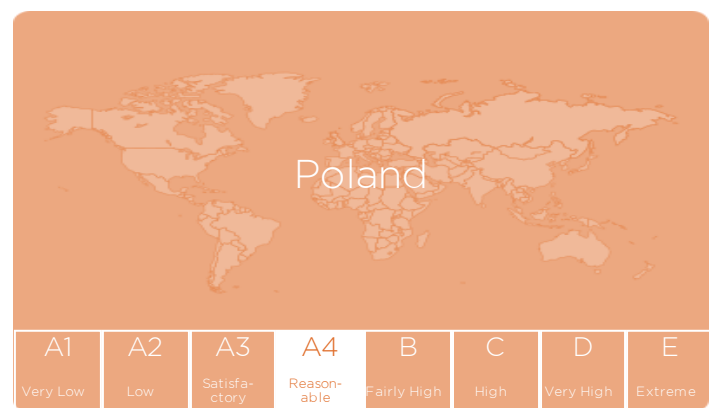 Poland
A1 A2 A3 A4 B C D E
Very Low Low Satisfa- Reason- Fairly High High Very High Extreme
ctory able